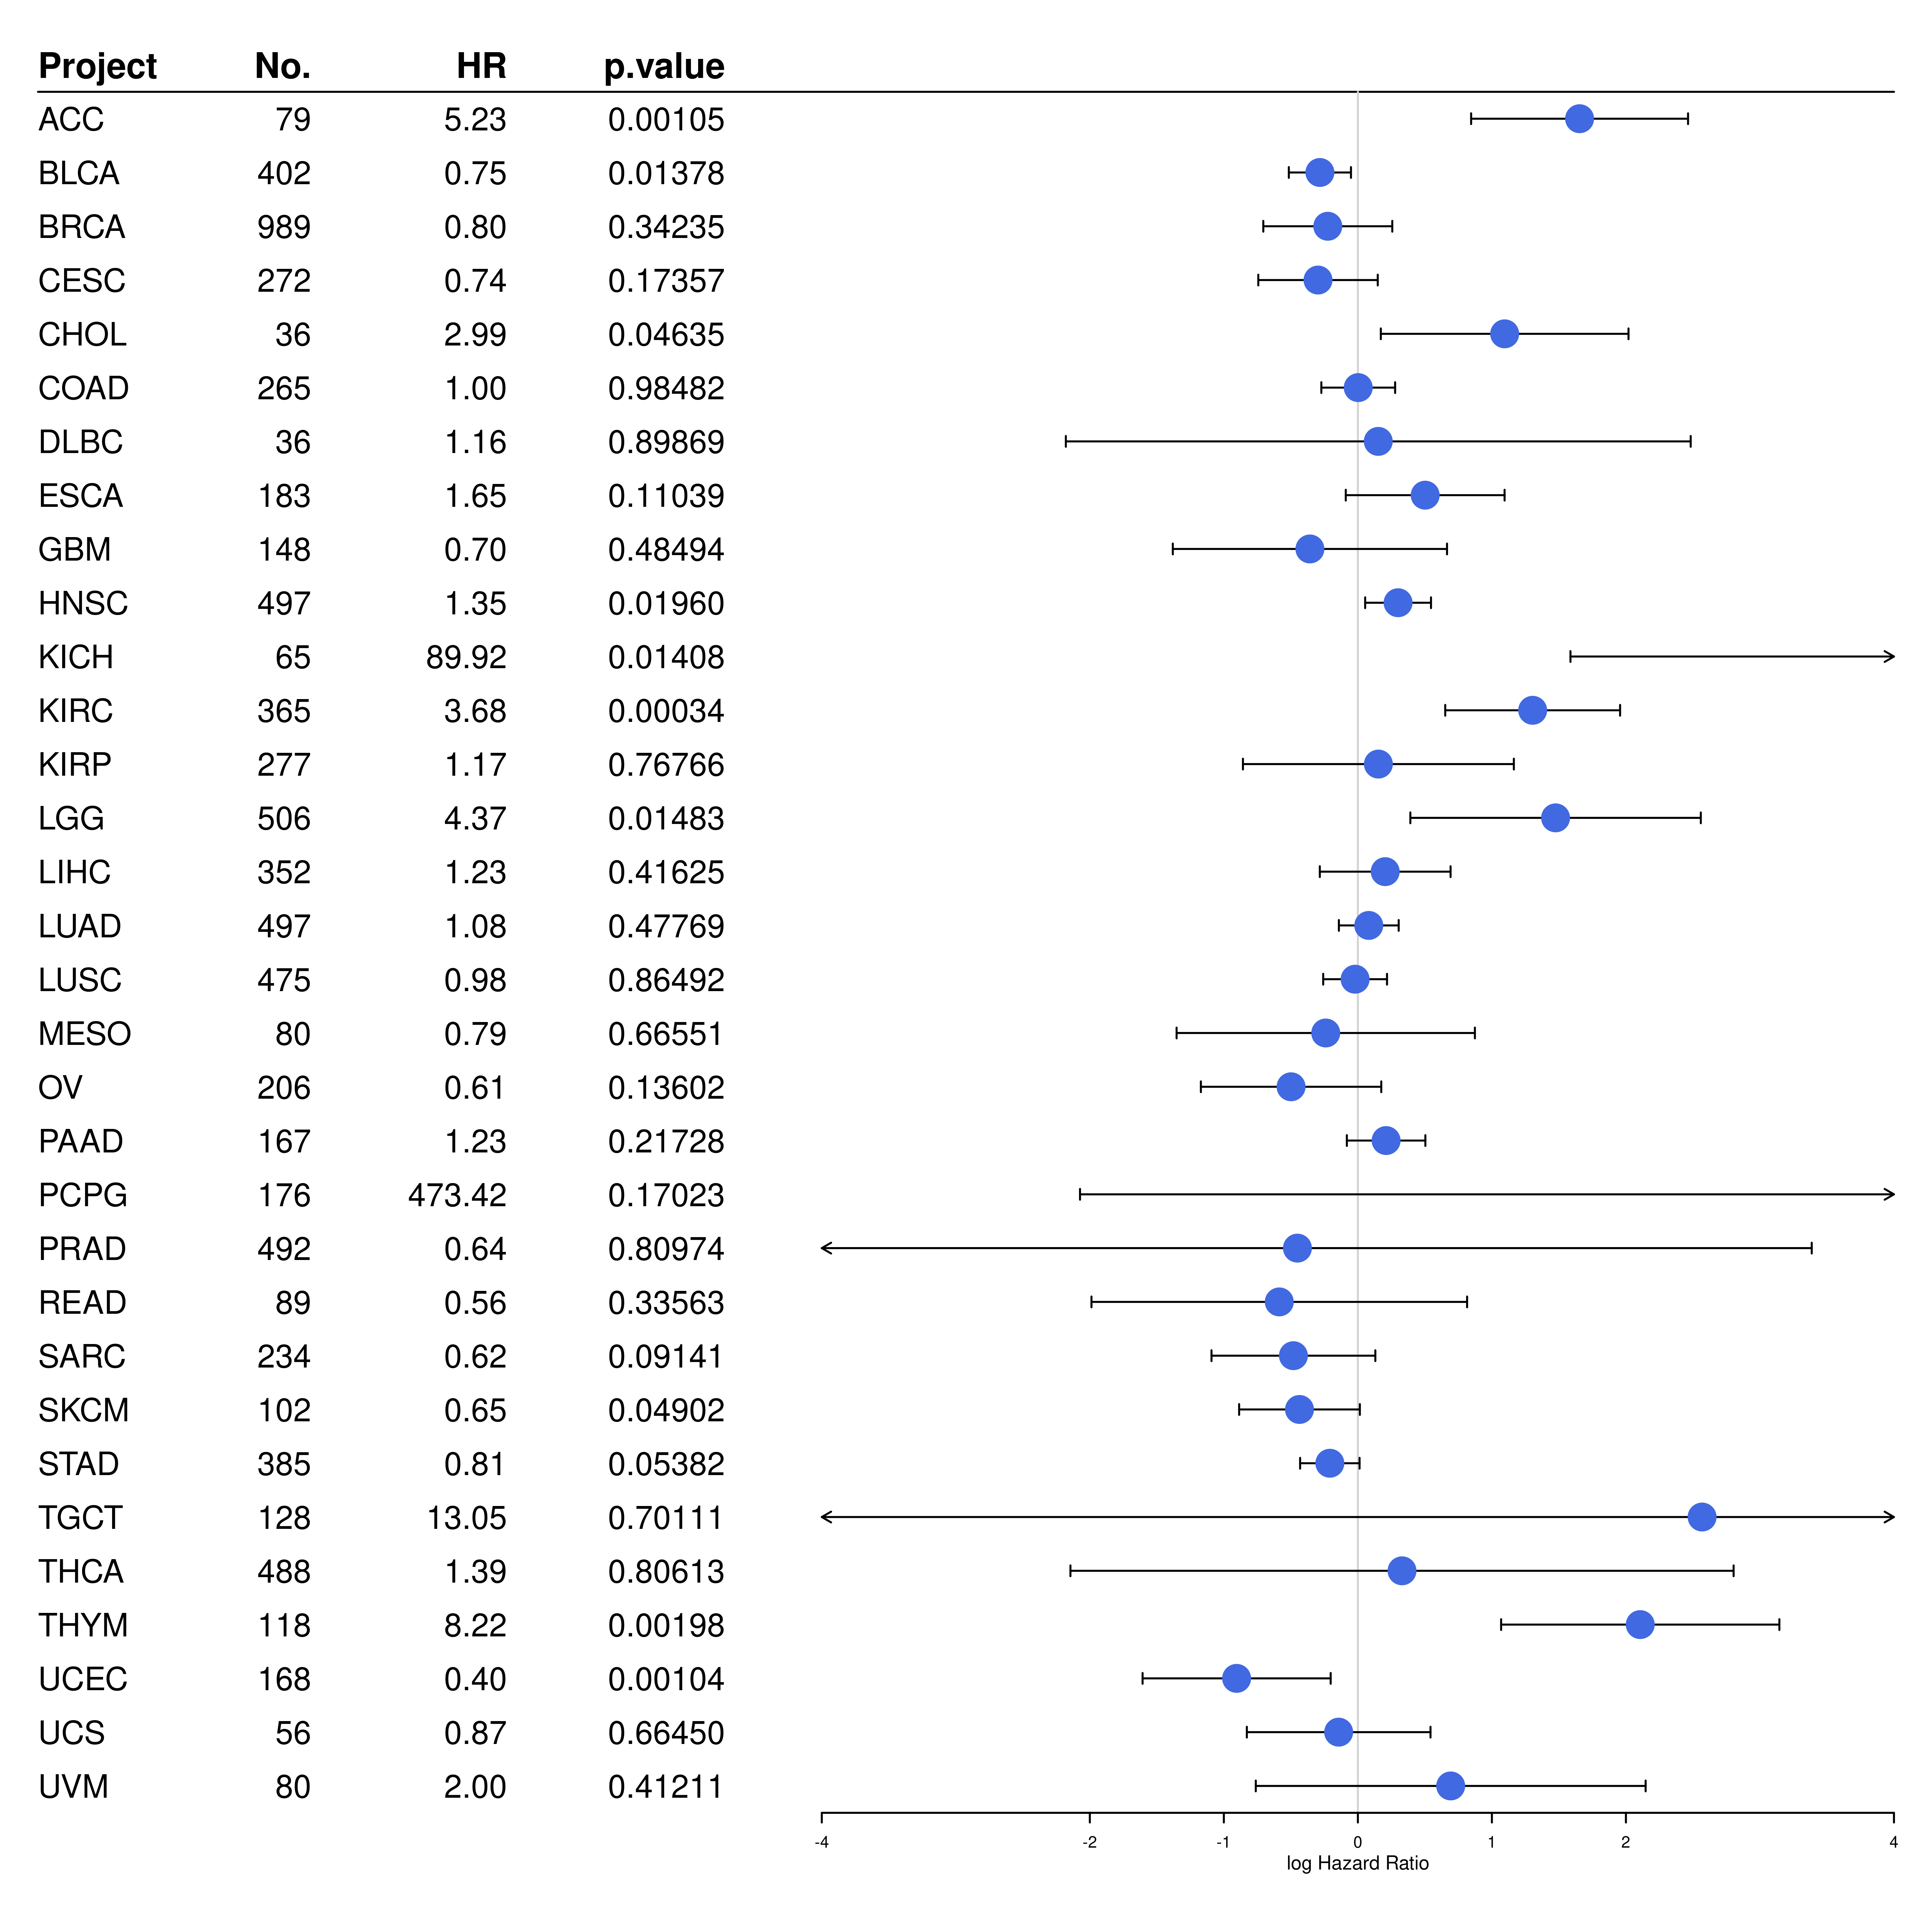 Project No. HR p.value
ACC 79 5.23 0.00105
BLCA 402 0.75 0.01378
BRCA 989 0.80 0.34235
CESC 272 0.74 0.17357
CHOL 36 2.99 0.04635
COAD 265 1.00 0.98482
DLBC 36 1.16 0.89869
ESCA 183 1.65 0.11039
GBM 148 0.70 0.48494
HNSC 497 1.35 0.01960
KICH 65 89.92 0.01408
KIRC 365 3.68 0.00034
KIRP 277 1.17 0.76766
LGG 506 4.37 0.01483
LIHC 352 1.23 0.41625
LUAD 497 1.08 0.47769
LUSC 475 0.98 0.86492
MESO 80 0.79 0.66551
OV 206 0.61 0.13602
PAAD 167 1.23 0.21728
PCPG 176 473.42 0.17023
PRAD 492 0.64 0.80974
READ 89 0.56 0.33563
SARC 234 0.62 0.09141
SKCM 102 0.65 0.04902
STAD 385 0.81 0.05382
TGCT 128 13.05 0.70111
THCA 488 1.39 0.80613
THYM 118 8.22 0.00198
UCEC 168 0.40 0.00104
UCS 56 0.87 0.66450
UVM 80 2.00 0.41211
-4 -2 -1 0 1 2 4
log Hazard Ratio